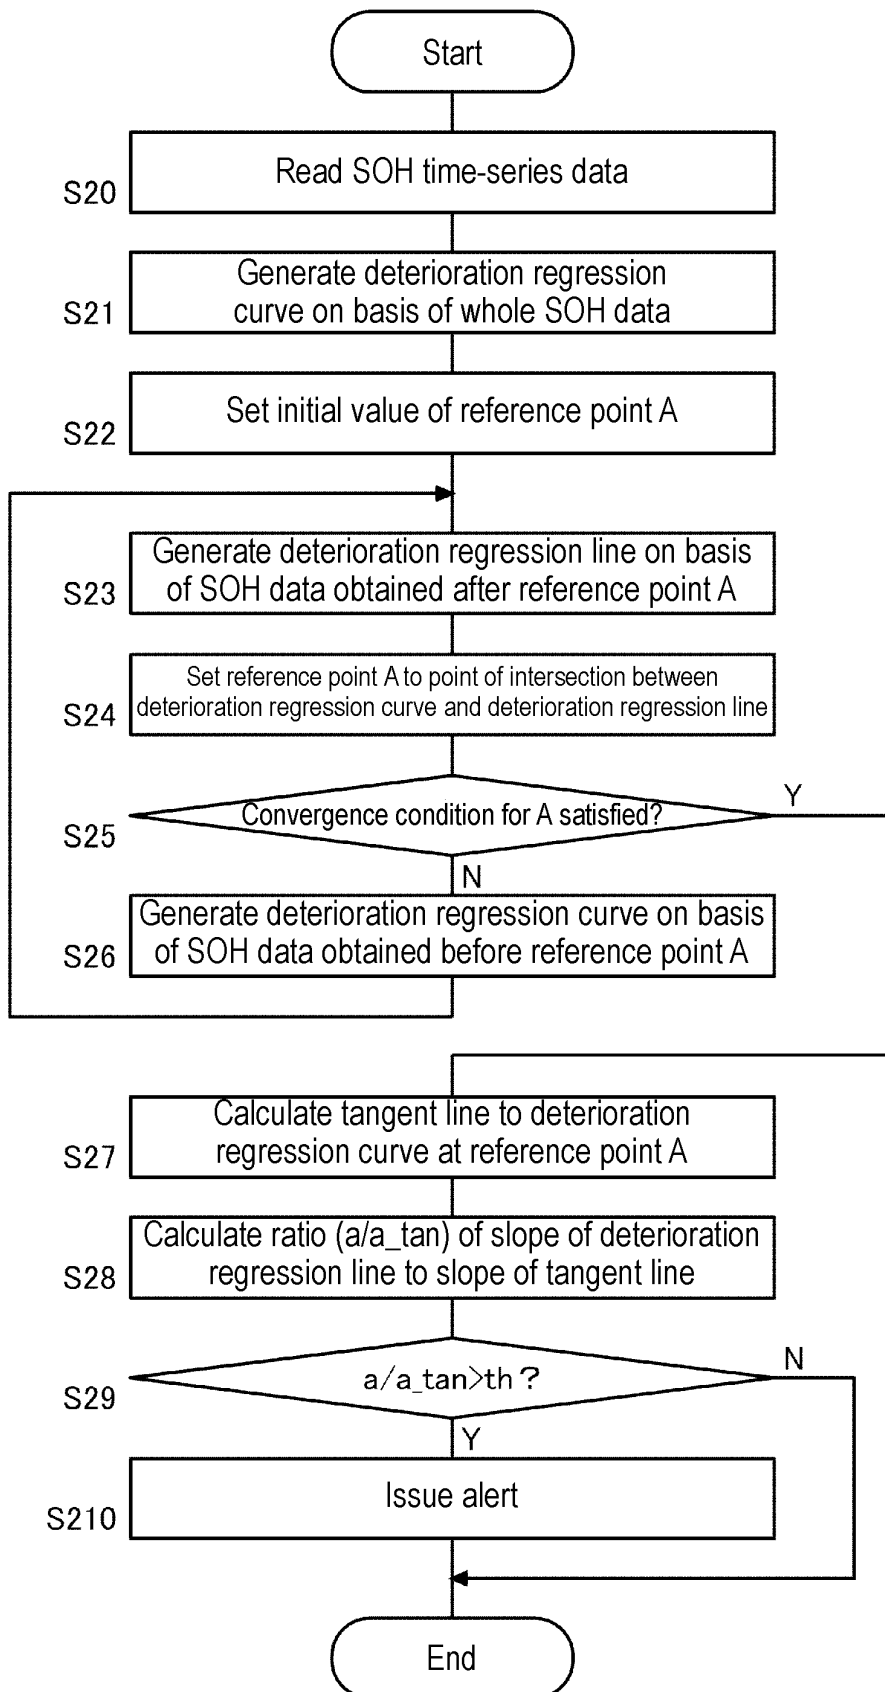 Start
Read SOH time-series data
S20
Generate deterioration regression
curve on basis of whole SOH data
S21
Set initial value of reference point A
S22
Generate deterioration regression line on basis
of SOH data obtained after reference point A
S23
Set reference point A to point of intersection between
deterioration regression curve and deterioration regression line
S24
Y
Convergence condition for A satisfied?
S25
N
Generate deterioration regression curve on basis
of SOH data obtained before reference point A
S26
Calculate tangent line to deterioration
regression curve at reference point A
S27
Calculate ratio (a/a_tan) of slope of deterioration
regression line to slope of tangent line
S28
N
a/a_tan>th?
S29
Y
Issue alert
S210
End